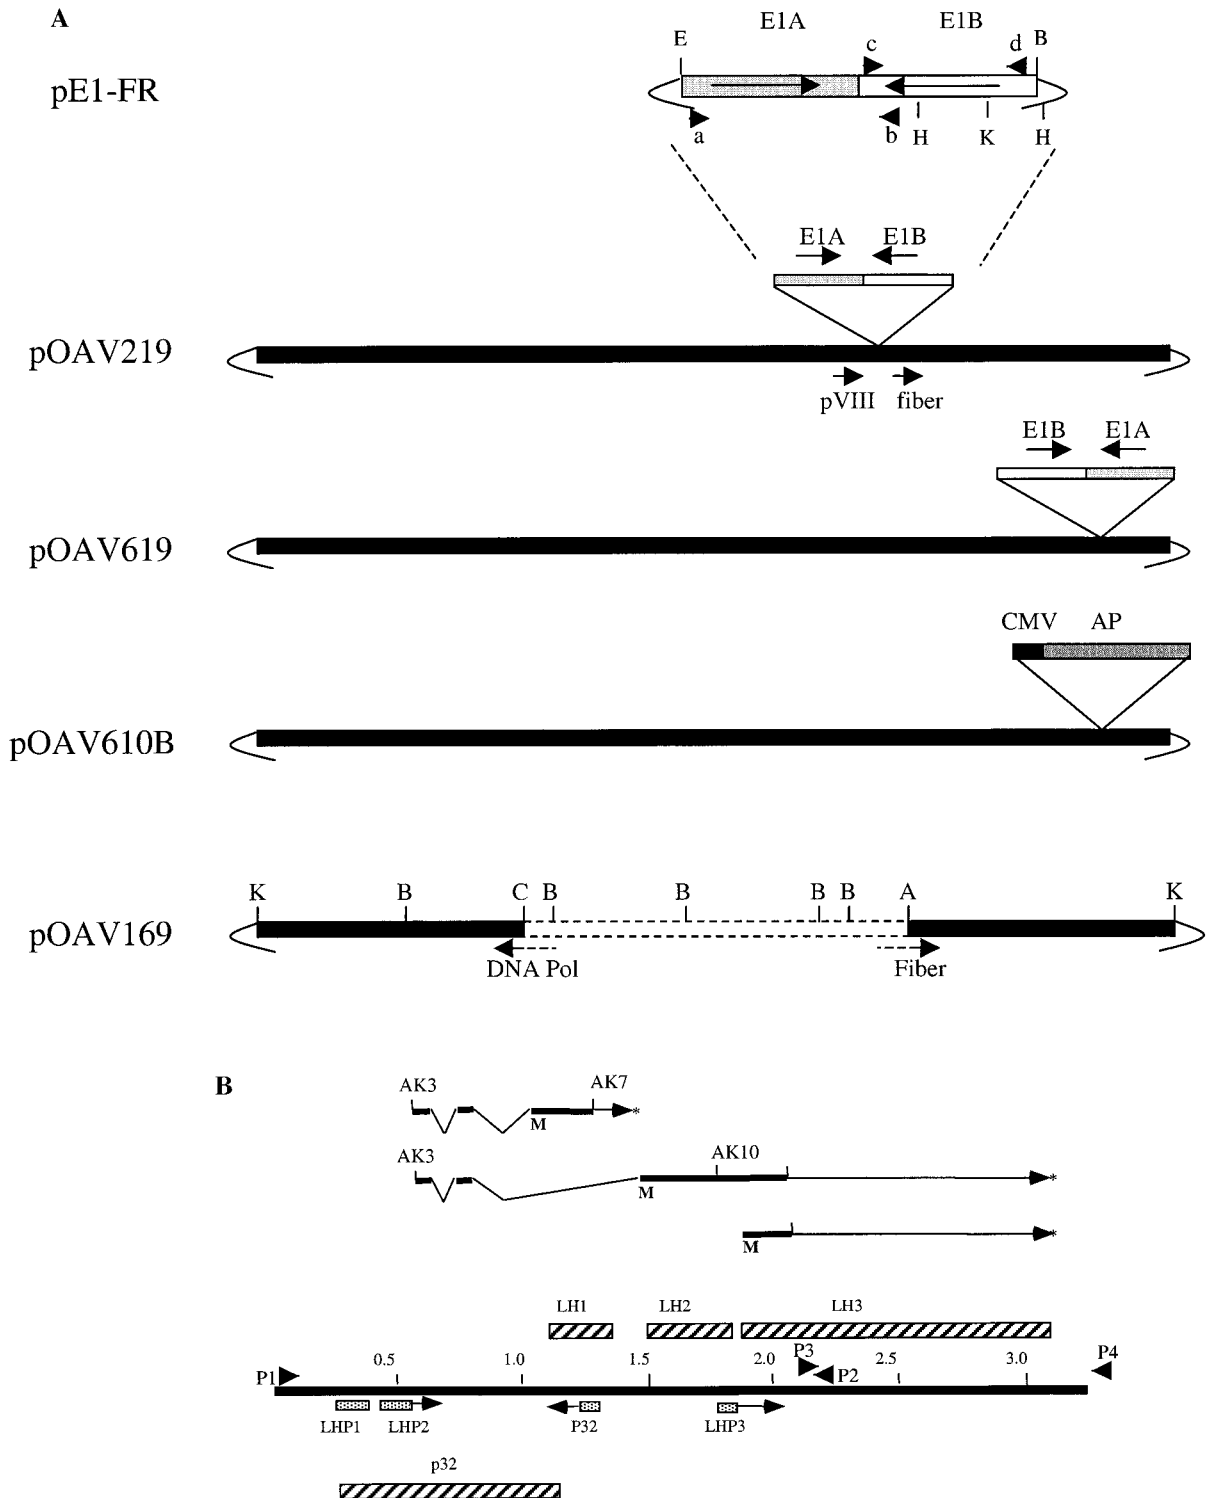 A
E1A E1B
E c d B
pE1-FR
a b H K H
E1A E1B
pOAV219
pVIII fiber
E1B E1A
pOAV619
CMV AP
pOAV610B
K B C B B B B A K
pOAV169
DNA Pol Fiber
B
AK3 AK7
M *
AK3 AK10
M *
M *
LH1 LH2 LH3
P1 0.5 1.0 1.5 2.0 P3 P2 2.5 3.0 P4
LHP1 LHP2 P32 LHP3
p32